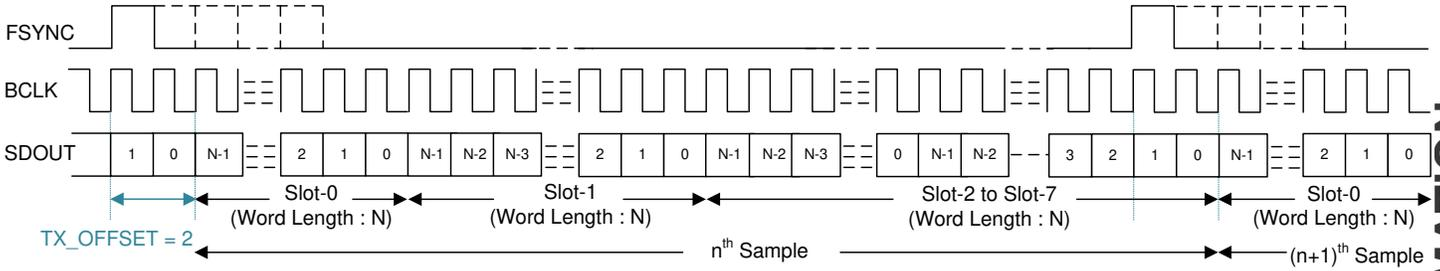 FSYNC
BCLK
SDOUT
1 0 N-1 2 1 0 N-1 N-2 N-3 2 1 0 N-1 N-2 N-3 0 N-1 N-2 3 2 1 0 N-1 2 1 0
Slot-0 Slot-1 Slot-2 to Slot-7 Slot-0
(Word Length : N) (Word Length : N) (Word Length : N) (Word Length : N)
TX_OFFSET = 2
nth Sample (n+1)th Sample